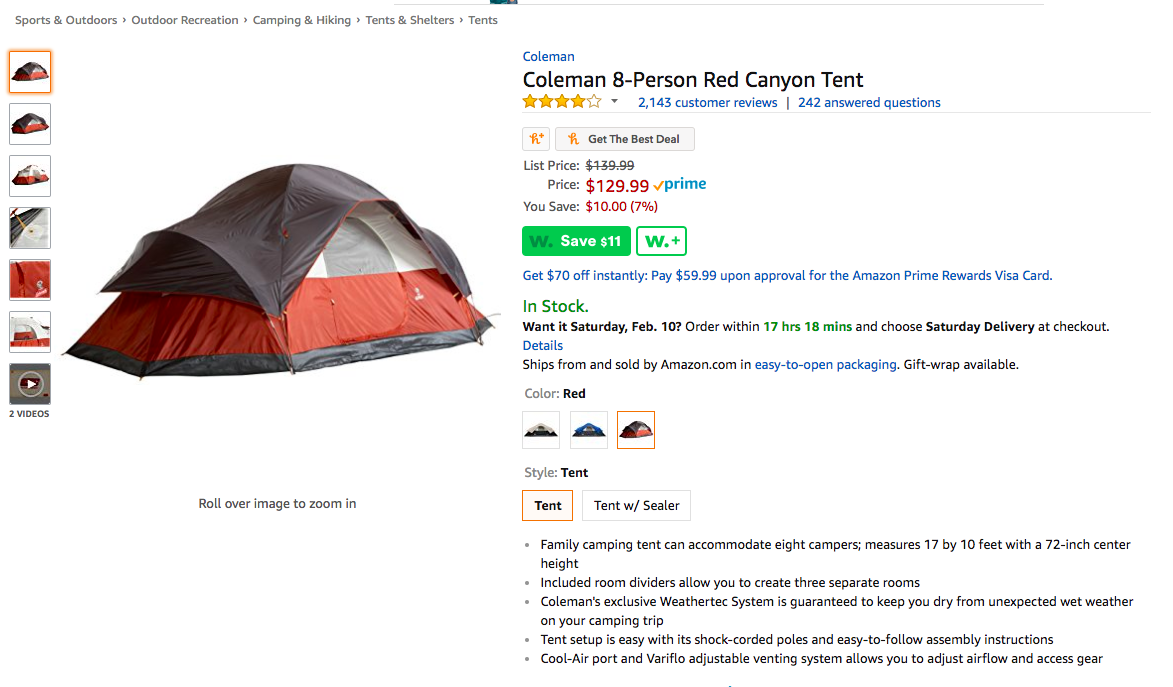 Sports & Outdoors › Outdoor Recreation › Camping & Hiking › Tents & Shelters › Tents
2 VIDEOS
Roll over image to zoom in
Coleman
Coleman 8-Person Red Canyon Tent
2,143 customer reviews | 242 answered questions
h+ h Get The Best Deal
List Price: $139.99
Price: $129.99 prime
You Save: $10.00 (7%)
W. Save $11 W.+
Get $70 off instantly: Pay $59.99 upon approval for the Amazon Prime Rewards Visa Card.
In Stock.
Want it Saturday, Feb. 10? Order within 17 hrs 18 mins and choose Saturday Delivery at checkout.
Details
Ships from and sold by Amazon.com in easy-to-open packaging. Gift-wrap available.
Color: Red
Style: Tent
Tent Tent w/ Sealer
• Family camping tent can accommodate eight campers; measures 17 by 10 feet with a 72-inch center
height
• Included room dividers allow you to create three separate rooms
• Coleman's exclusive Weathertec System is guaranteed to keep you dry from unexpected wet weather
on your camping trip
• Tent setup is easy with its shock-corded poles and easy-to-follow assembly instructions
• Cool-Air port and Variflo adjustable venting system allows you to adjust airflow and access gear